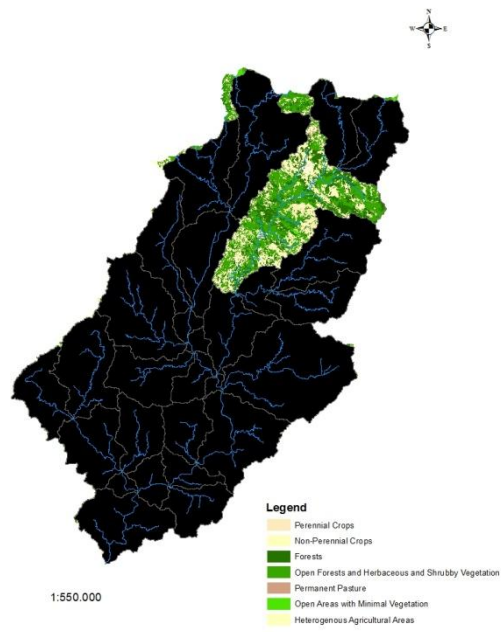 N
W E
S
Legend
Perennial Crops
Non-Perennial Crops
Forests
Open Forests and Herbaceous and Shrubby Vegetation
Permanent Pasture
Open Areas with Minimal Vegetation
Heterogenous Agricultural Areas
1:550.000